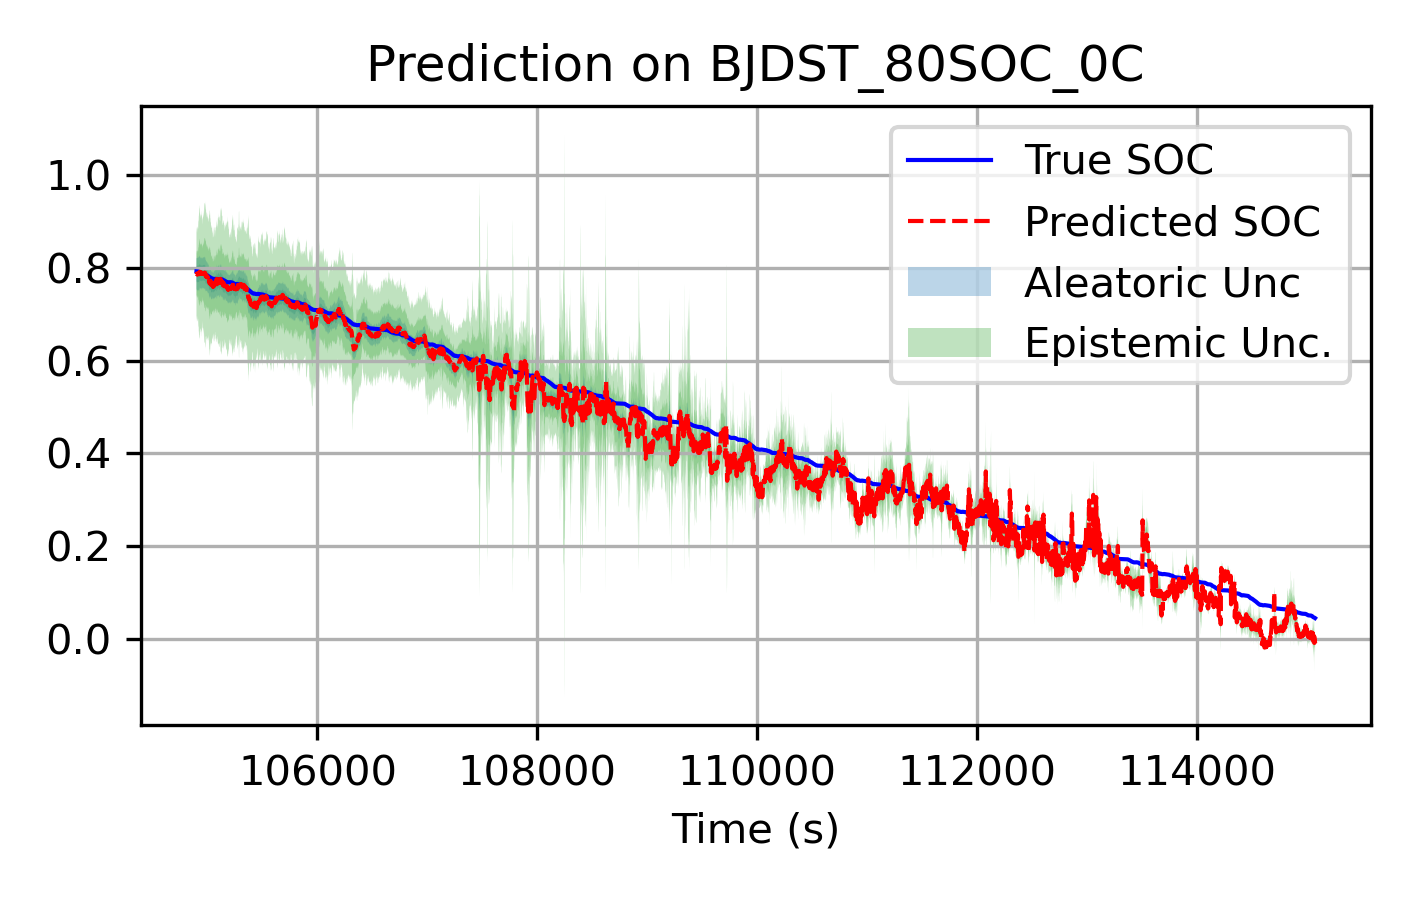 Prediction on BJDST_80SOC_0C
True SOC
Predicted SOC
Aleatoric Unc
Epistemic Unc.
1.0
0.8
0.6
0.4
0.2
0.0
106000 108000 110000 112000 114000
Time (s)